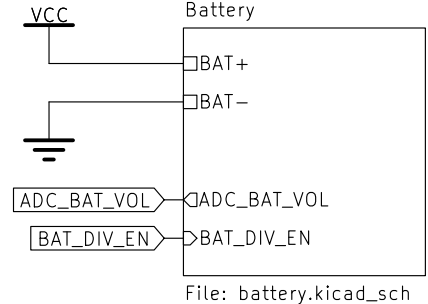 Battery
VCC
BAT+
BAT-
ADC_BAT_VOL
ADC_BAT_VOL
BAT_DIV_EN
BAT_DIV_EN
File: battery.kicad_sch